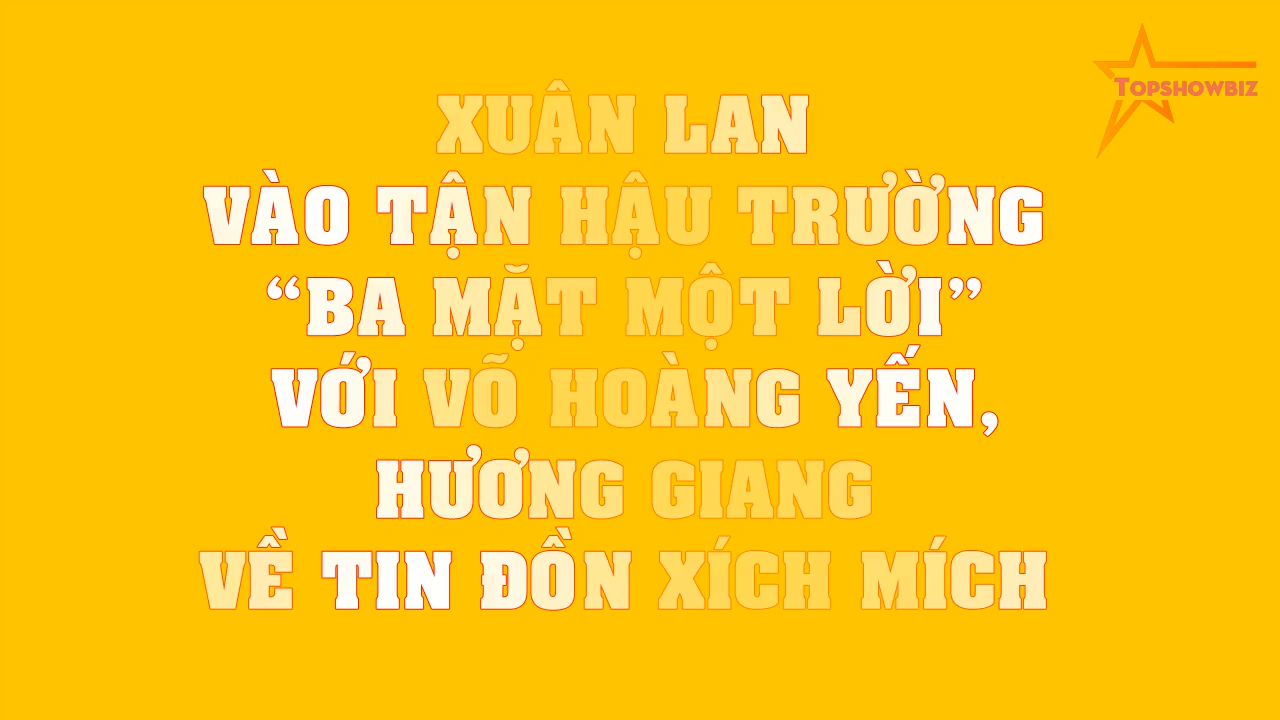 TOPSHOWBIZ
XUÂN LAN
VÀO TẬN HẬU TRƯỜNG
“BA MẶT MỘT LỜI”
VỚI VÕ HOÀNG YẾN,
HƯƠNG GIANG
VỀ TIN ĐỒN XÍCH MÍCH